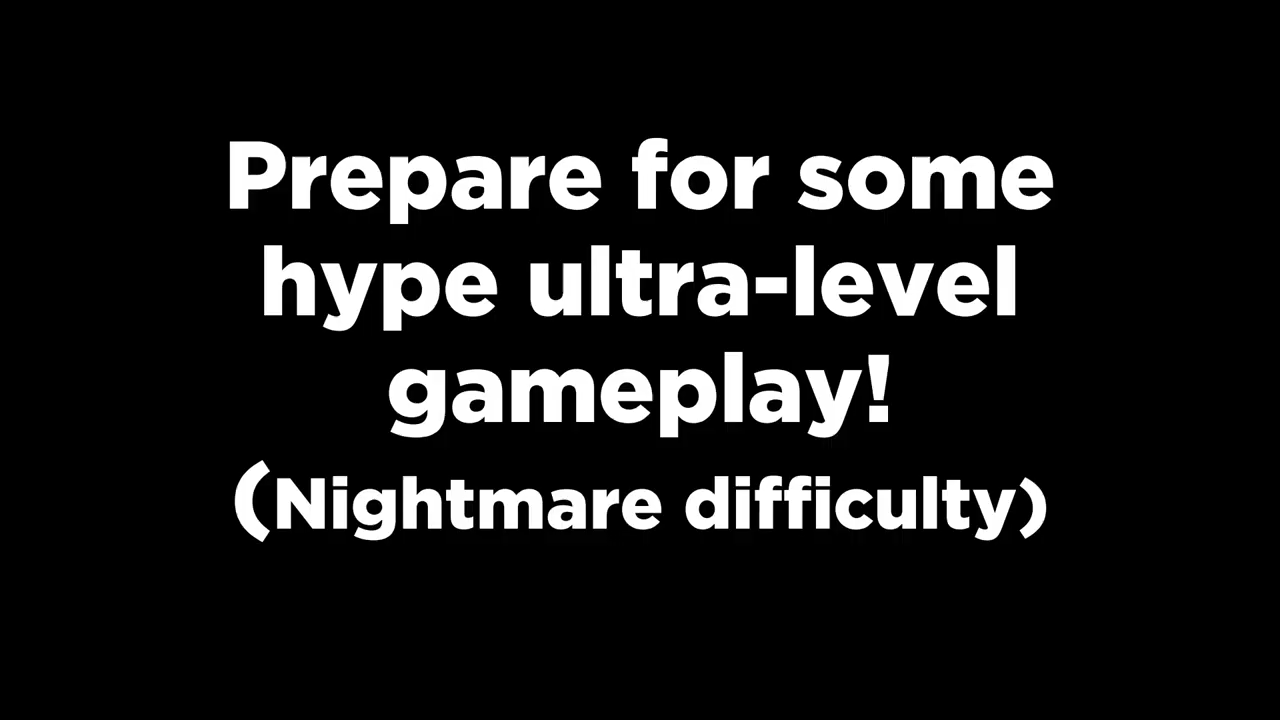 Prepare for some
hype ultra-level
gameplay!
(Nightmare difficulty)